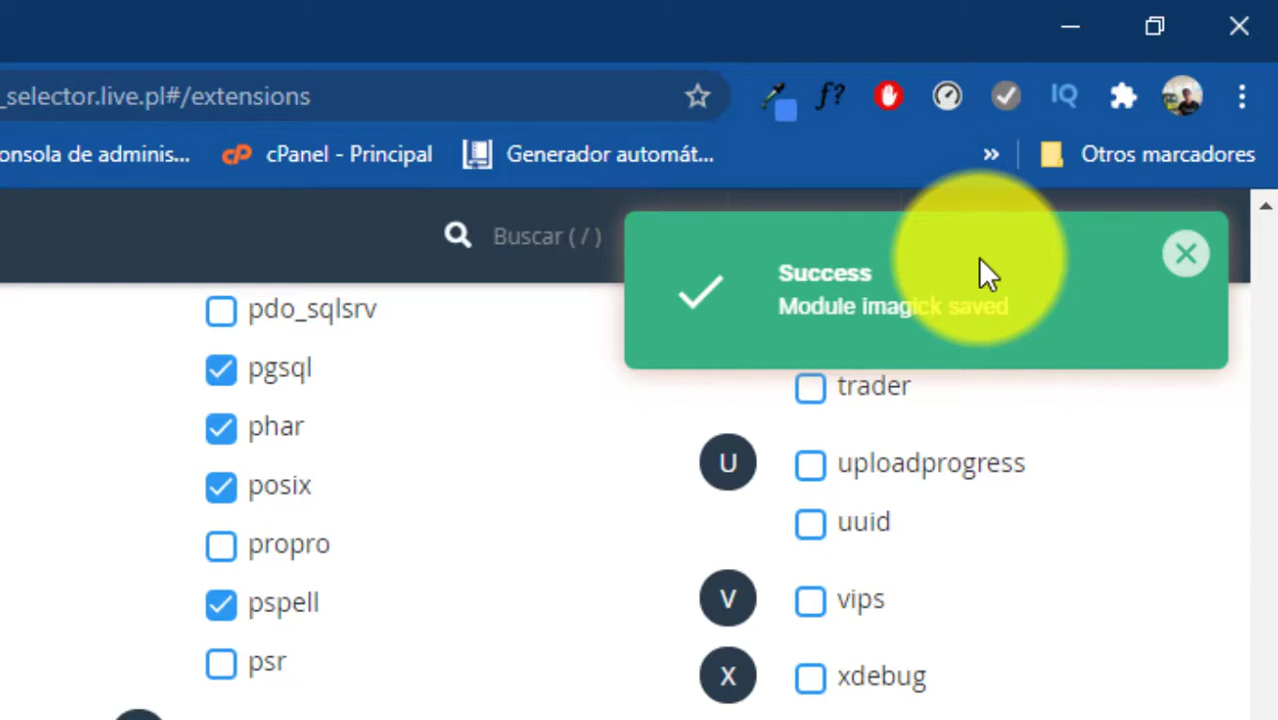 _selector.live.pl#/extensions
f?
IQ
onsola de adminis...
cP
cPanel - Principal
Generador automát...
»
Otros marcadores
Buscar ( / )
Success
Module imagick saved
pdo_sqlsrv
pgsql
phar
posix
propro
pspell
psr
trader
U
uploadprogress
uuid
V
vips
X
xdebug